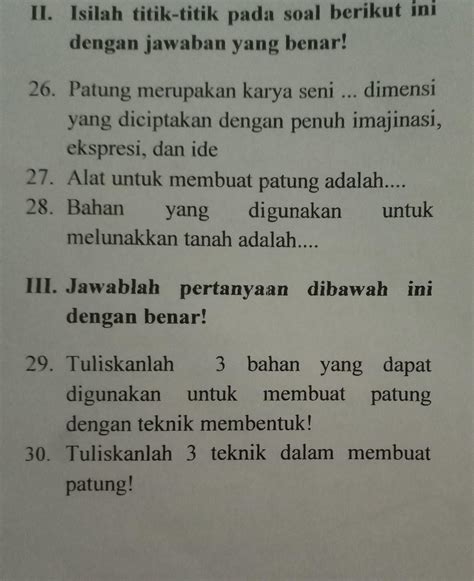 II. Isilah titik-titik pada soal berikut ini
dengan jawaban yang benar!
26. Patung merupakan karya seni ... dimensi
yang diciptakan dengan penuh imajinasi,
ekspresi, dan ide
27. Alat untuk membuat patung adalah....
28. Bahan yang digunakan untuk
melunakkan tanah adalah....
III. Jawablah pertanyaan dibawah ini
dengan benar!
29. Tuliskanlah 3 bahan yang dapat
digunakan untuk membuat patung
dengan teknik membentuk!
30. Tuliskanlah 3 teknik dalam membuat
patung!